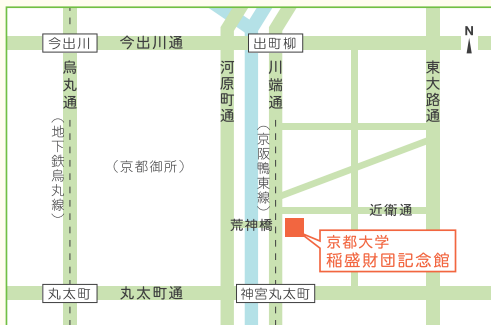 今出川
今出川通
出町柳
N
烏丸通
河原町通
川端通
東大路通
（地下鉄烏丸線）
（京都御所）
（京阪鴨東線）
近衛通
荒神橋
京都大学
稲盛財団記念館
丸太町
丸太町通
神宮丸太町